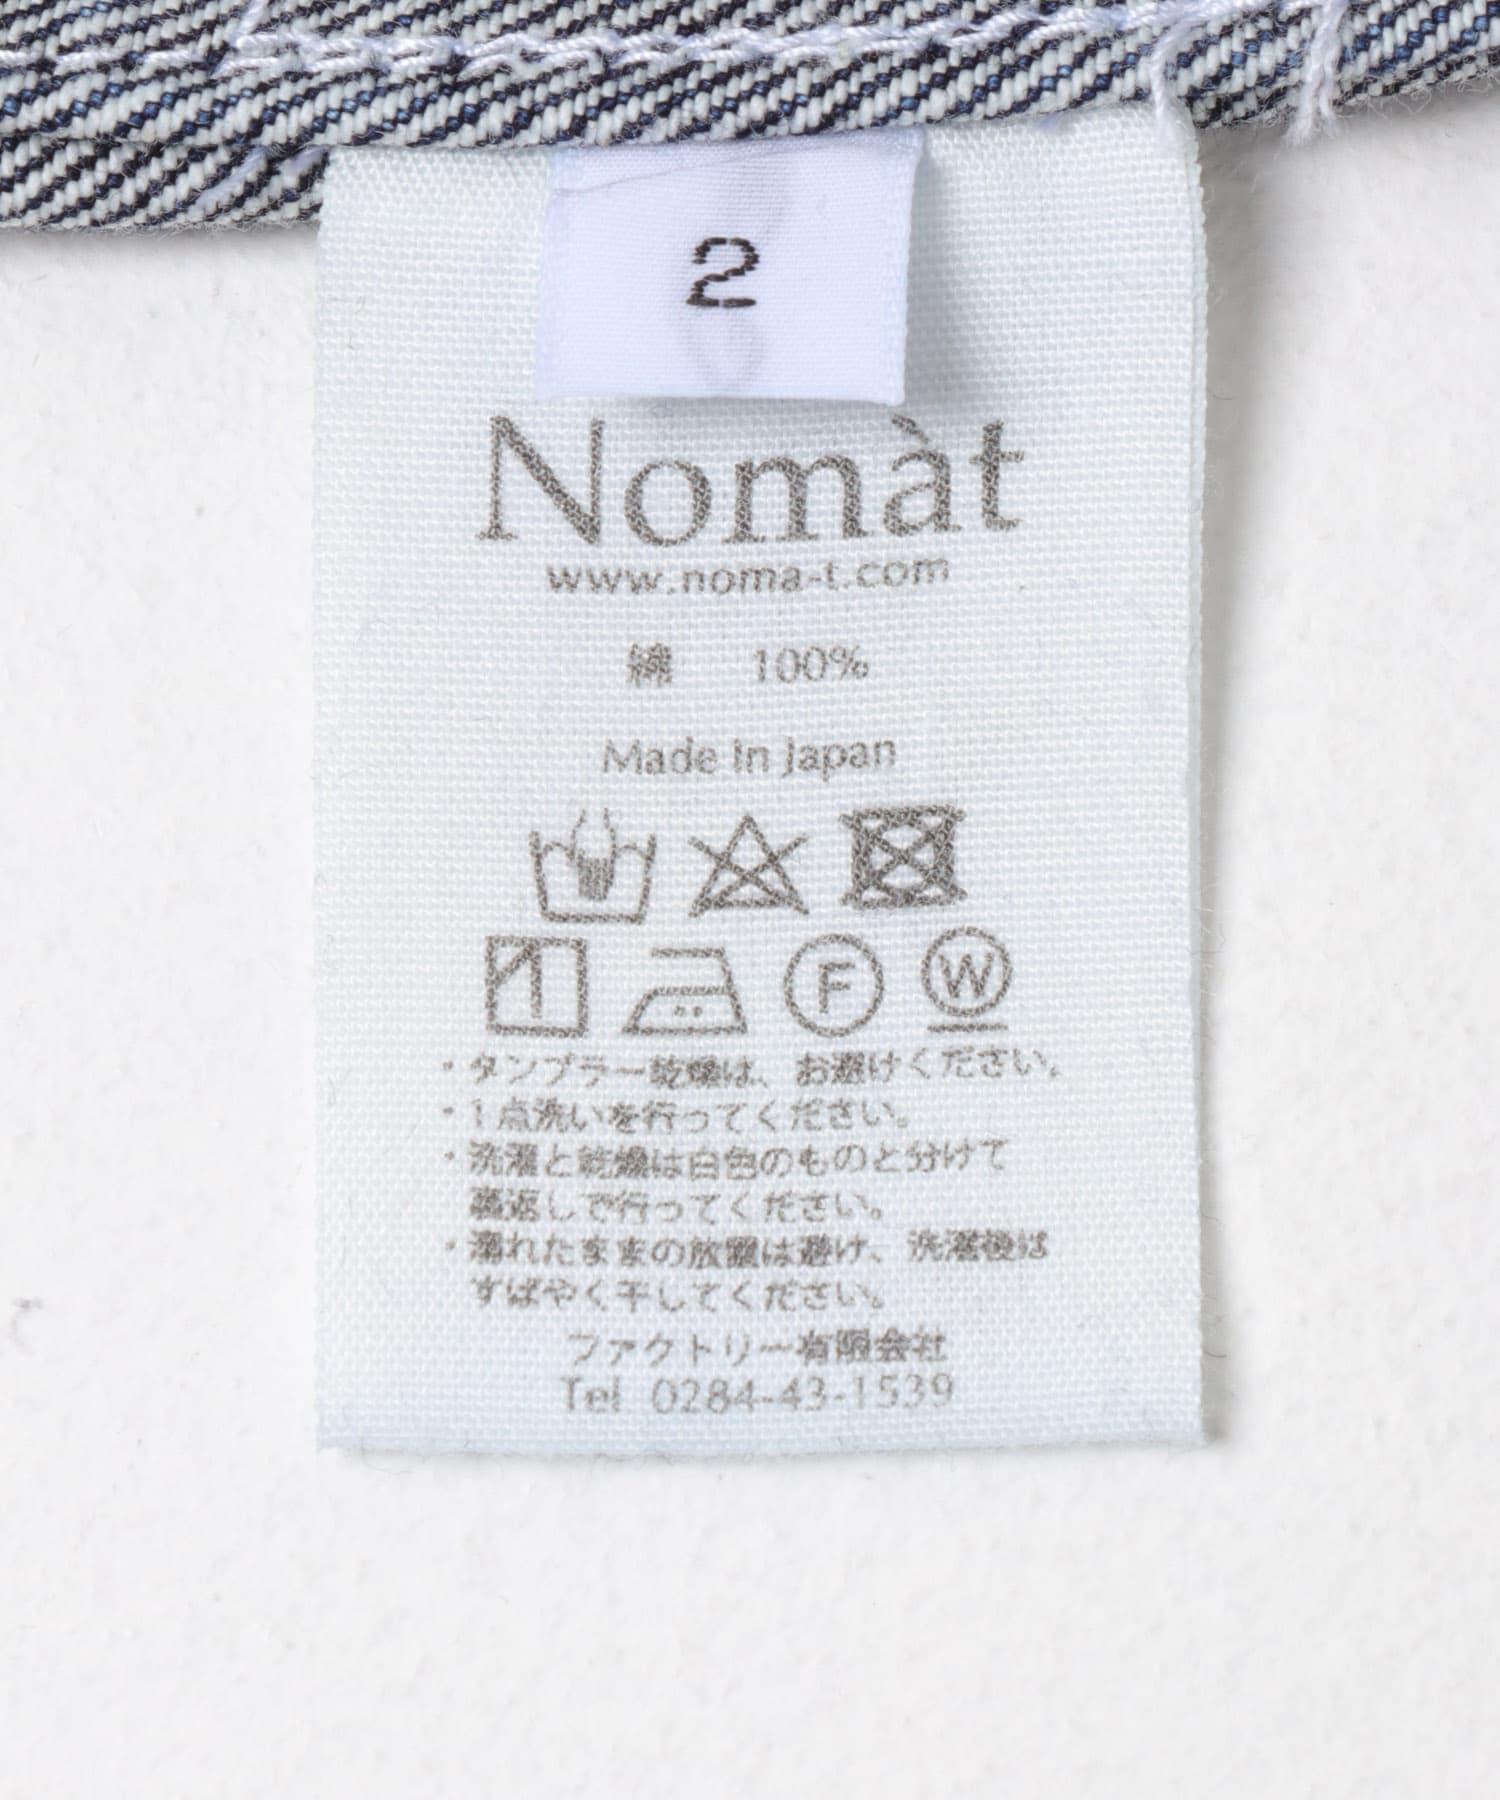 2
Nomàt
www.noma-t.com
綿 100%
Made In Japan
F W
・タンブラー乾燥は、お避けください。
・1点洗いを行ってください。
・洗濯と乾燥は白色のものと分けて
裏返しで行ってください。
・濡れたままの放置は避け、洗濯後は
すばやく干してください。
ファクトリー有限会社
Tel 0284-43-1539